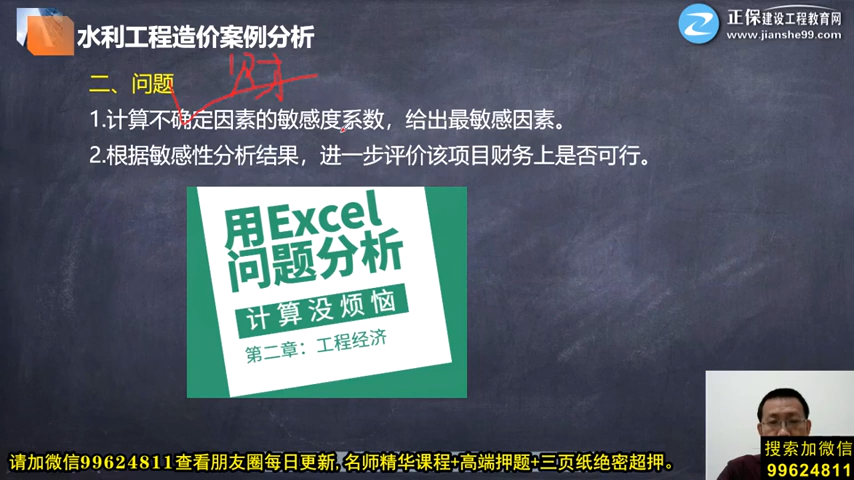 水利工程造价案例分析
正保建设工程教育网
www.jianshe99.com
二、问题
财
1.计算不确定因素的敏感度系数，给出最敏感因素。
2.根据敏感性分析结果，进一步评价该项目财务上是否可行。
用Excel
问题分析
计算没烦恼
第二章：工程经济
搜索加微信
99624811
请加微信99624811查看朋友圈每日更新,名师精华课程+高端押题+三页纸绝密超押。